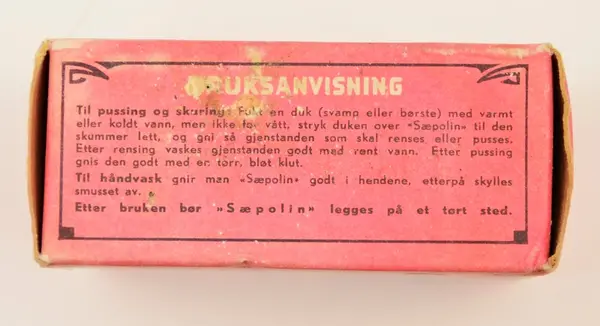 BRUKSANVISNING
Til pussing og skuring: Fukt en duk (svamp eller børste) med varmt
eller koldt vann, men ikke for vått, stryk duken over »Sæpolin« til den
skummer lett, og gni så gjenstanden som skal renses eller pusses.
Etter rensing vaskes gjenstanden godt med rent vann. Etter pussing
gnis den godt med en tørr, bløt klut.
Til håndvask gnir man »Sæpolin« godt i hendene, etterpå skylles
smusset av.
Etter bruken bør »Sæpolin« legges på et tørt sted.